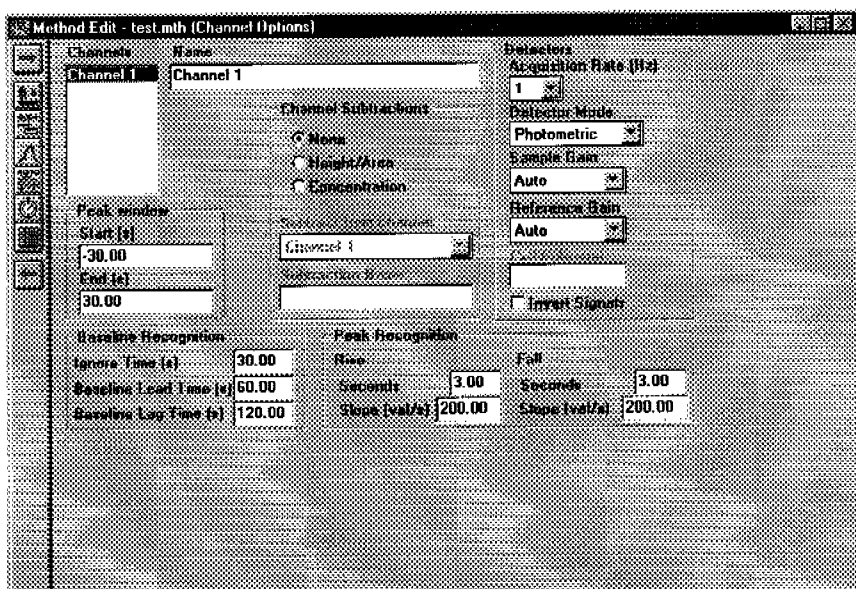 Method Edit - test.mth (Channel Options)
Channels
Channel 1
Name
Channel 1
Channel Subtractions
None
Height/Area
Concentration
Channel 1
Detectors
Acquisition Rate (Hz)
1
Detector Mode
Photometric
Sample Gain
Auto
Reference Gain
Auto
Invert Signals
Peak window
Start (s)
-30.00
End (s)
30.00
Baseline Recognition
Ignore Time (s) 30.00
Baseline Lead Time (s) 60.00
Baseline Lag Time (s) 120.00
Peak Recognition
Rise
Seconds 3.00
Slope (val/s) 200.00
Fall
Seconds 3.00
Slope (val/s) 200.00